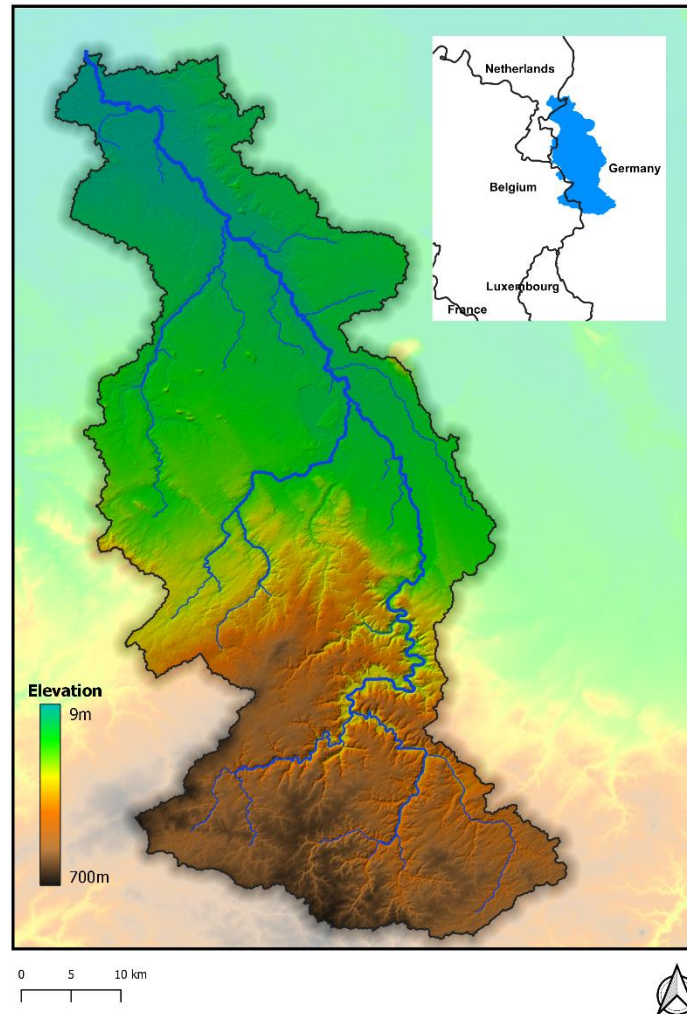 Netherlands
Germany
Belgium
Luxembourg
France
Elevation
9m
700m
0 5 10 km